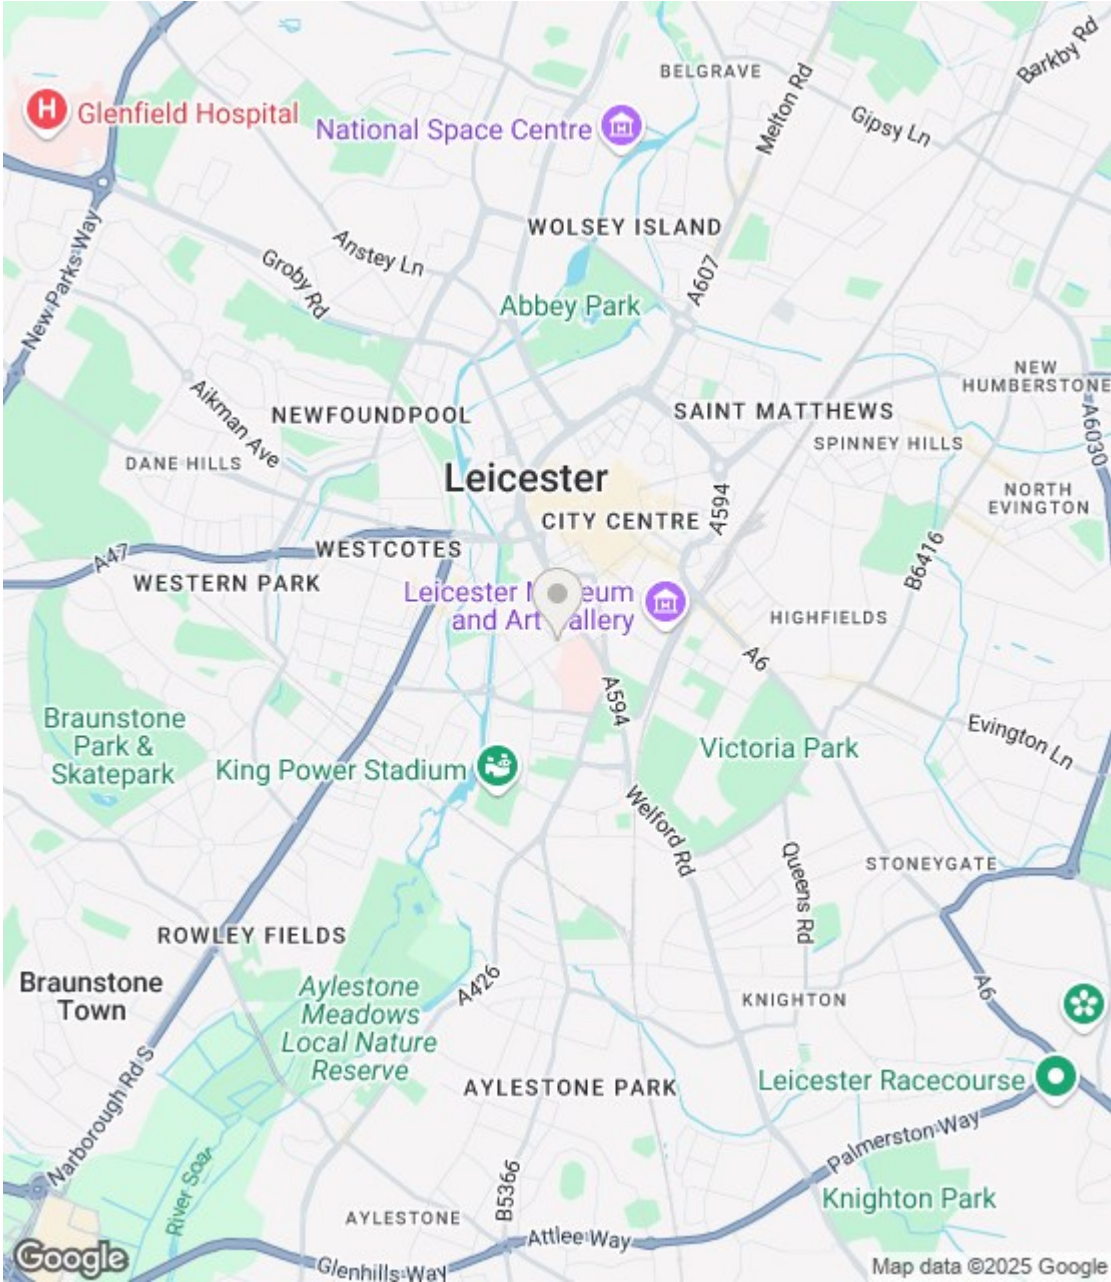 Barkby Rd
BELGRAVE
Melton Rd
H
Glenfield Hospital
National Space Centre
Gipsy Ln
WOLSEY ISLAND
Anstey Ln
Groby Rd
New Parks Way
A607
Abbey Park
NEW
HUMBERSTONE
Aikman Ave
NEWFOUNDPOOL
SAINT MATTHEWS
A6030
SPINNEY HILLS
DANE HILLS
Leicester
NORTH
EVINGTON
A594
CITY CENTRE
WESTCOTES
A47
WESTERN PARK
B6416
Leicester M eum
and Art allery
HIGHFIELDS
A6
A594
Braunstone
Park &
Skatepark
Evington Ln
Victoria Park
King Power Stadium
Welford Rd
Queens Rd
STONEYGATE
ROWLEY FIELDS
Braunstone
Town
A426
Aylestone
Meadows
Local Nature
Reserve
A6
KNIGHTON
Narborough Rd S
AYLESTONE PARK
Leicester Racecourse
Palmerston Way
River Soar
B5366
Knighton Park
AYLESTONE
Attlee Way
Glenhills Way
Google
Map data ©2025 Google